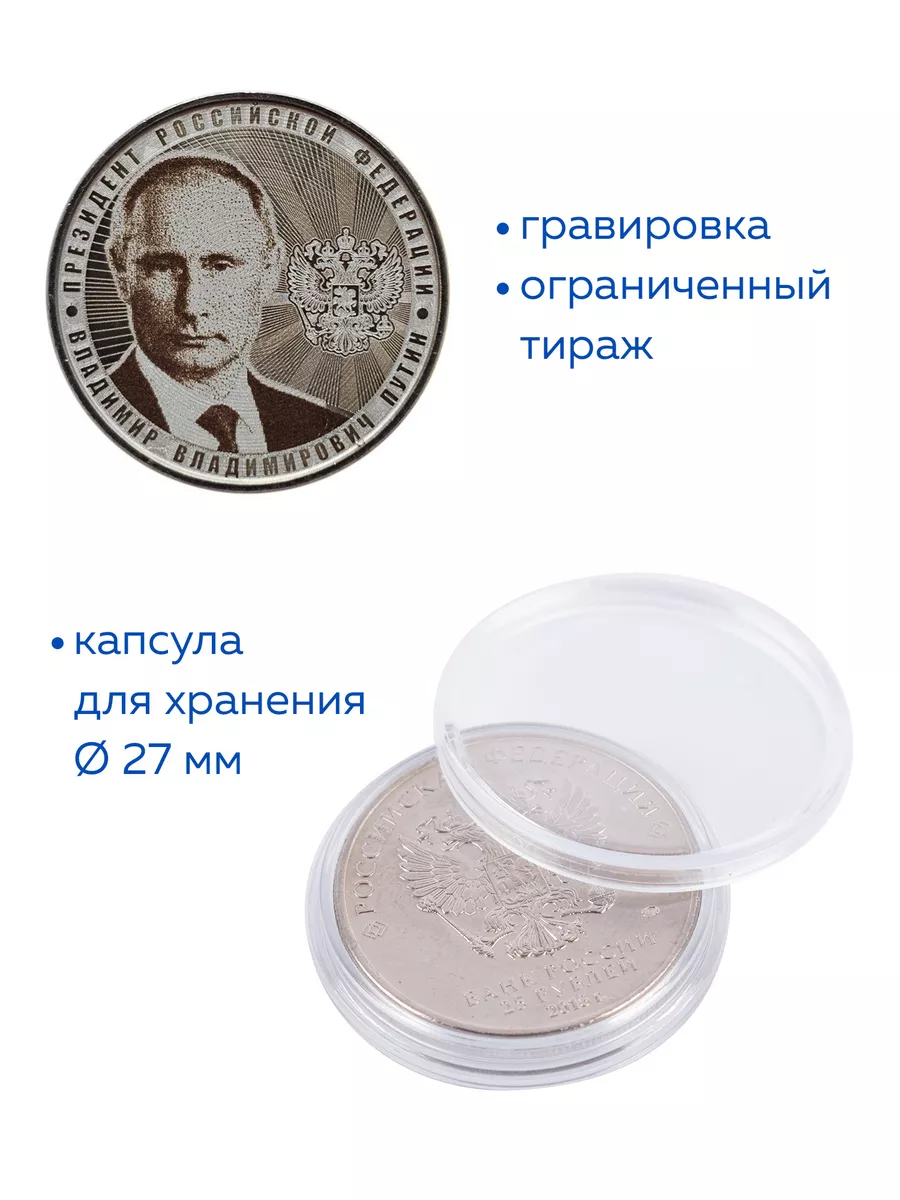 ПРЕЗИДЕНТ РОССИЙСКОЙ ФЕДЕРАЦИИ
• ВЛАДИМИР ВЛАДИМИРОВИЧ ПУТИН •
• гравировка
• ограниченный
тираж
• капсула
для хранения
Ø 27 мм
РОССИЙСКАЯ ФЕДЕРАЦИЯ
БАНК РОССИИ
25 РУБЛЕЙ
2018 г.